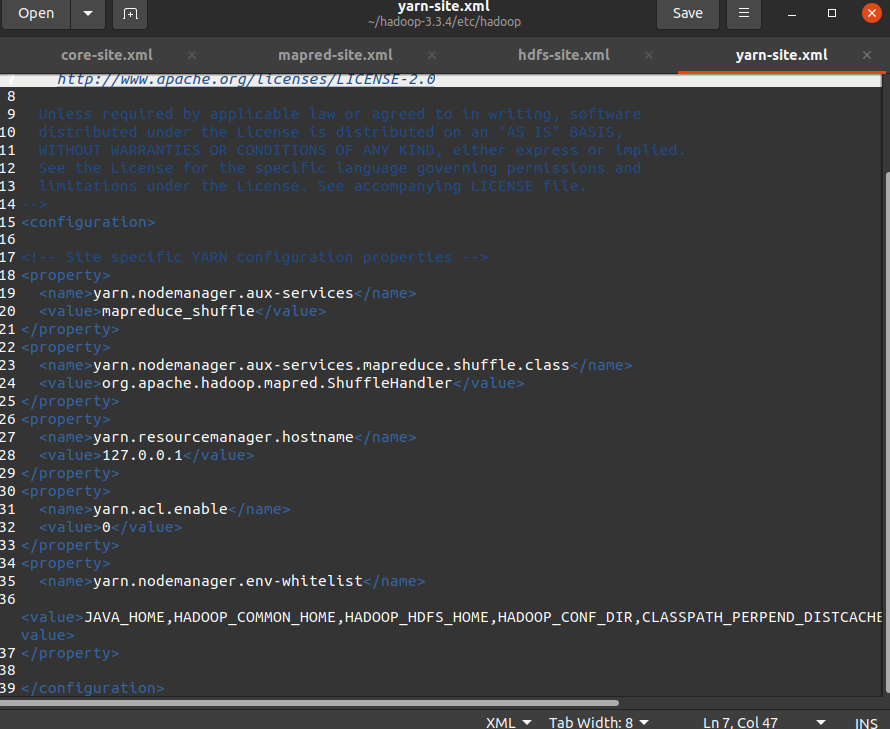 Open
yarn-site.xml
~/hadoop-3.3.4/etc/hadoop
Save
core-site.xml
mapred-site.xml
hdfs-site.xml
yarn-site.xml
7     http://www.apache.org/licenses/LICENSE-2.0
8
9   Unless required by applicable law or agreed to in writing, software
10   distributed under the License is distributed on an "AS IS" BASIS,
11   WITHOUT WARRANTIES OR CONDITIONS OF ANY KIND, either express or implied.
12   See the License for the specific language governing permissions and
13   limitations under the License. See accompanying LICENSE file.
14 -->
15 <configuration>
16
17 <!-- Site specific YARN configuration properties -->
18 <property>
19   <name>yarn.nodemanager.aux-services</name>
20   <value>mapreduce_shuffle</value>
21 </property>
22 <property>
23   <name>yarn.nodemanager.aux-services.mapreduce.shuffle.class</name>
24   <value>org.apache.hadoop.mapred.ShuffleHandler</value>
25 </property>
26 <property>
27   <name>yarn.resourcemanager.hostname</name>
28   <value>127.0.0.1</value>
29 </property>
30 <property>
31   <name>yarn.acl.enable</name>
32   <value>0</value>
33 </property>
34 <property>
35   <name>yarn.nodemanager.env-whitelist</name>
36
<value>JAVA_HOME,HADOOP_COMMON_HOME,HADOOP_HDFS_HOME,HADOOP_CONF_DIR,CLASSPATH_PERPEND_DISTCACHE
value>
37 </property>
38
39 </configuration>
XML
Tab Width: 8
Ln 7, Col 47
INS